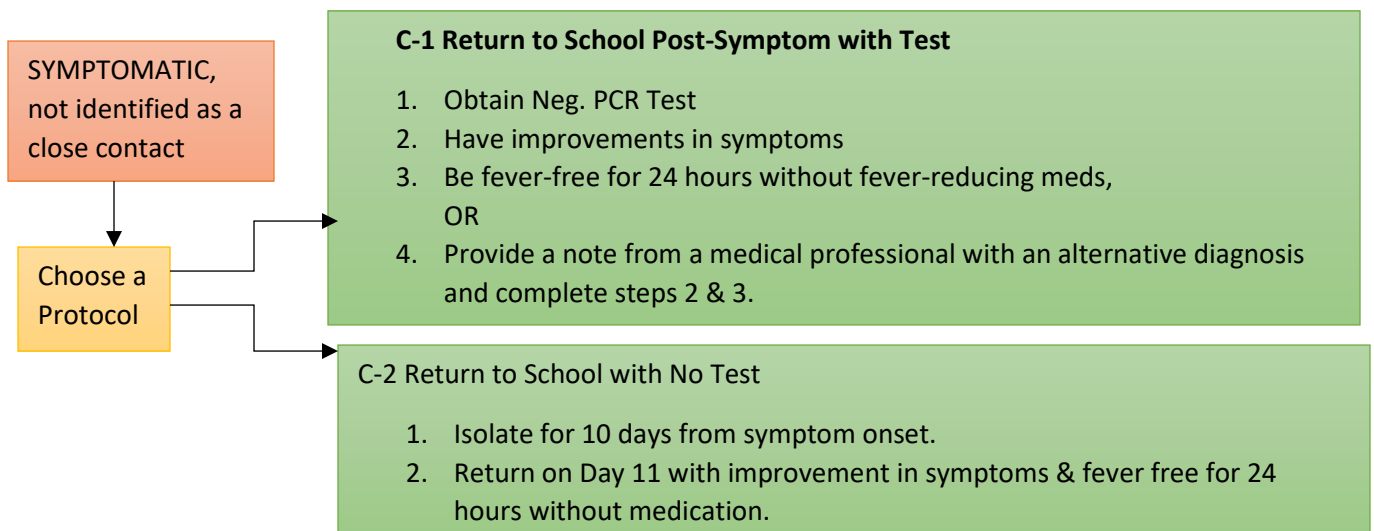 SYMPTOMATIC,
not identified as a
close contact
Choose a
Protocol
C-1 Return to School Post-Symptom with Test
1. Obtain Neg. PCR Test
2. Have improvements in symptoms
3. Be fever-free for 24 hours without fever-reducing meds,
OR
4. Provide a note from a medical professional with an alternative diagnosis
and complete steps 2 & 3.
C-2 Return to School with No Test
1. Isolate for 10 days from symptom onset.
2. Return on Day 11 with improvement in symptoms & fever free for 24
hours without medication.